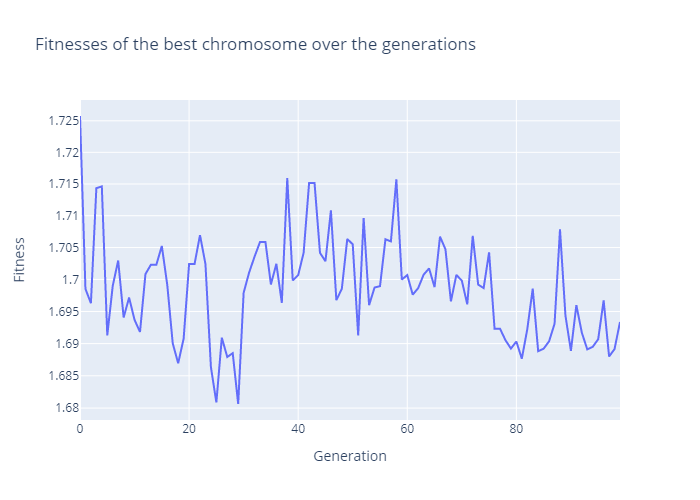 Fitnesses of the best chromosome over the generations
1.725
1.72
1.715
1.71
1.705
1.7
1.695
1.69
1.685
1.68
Fitness
0 20 40 60 80
Generation